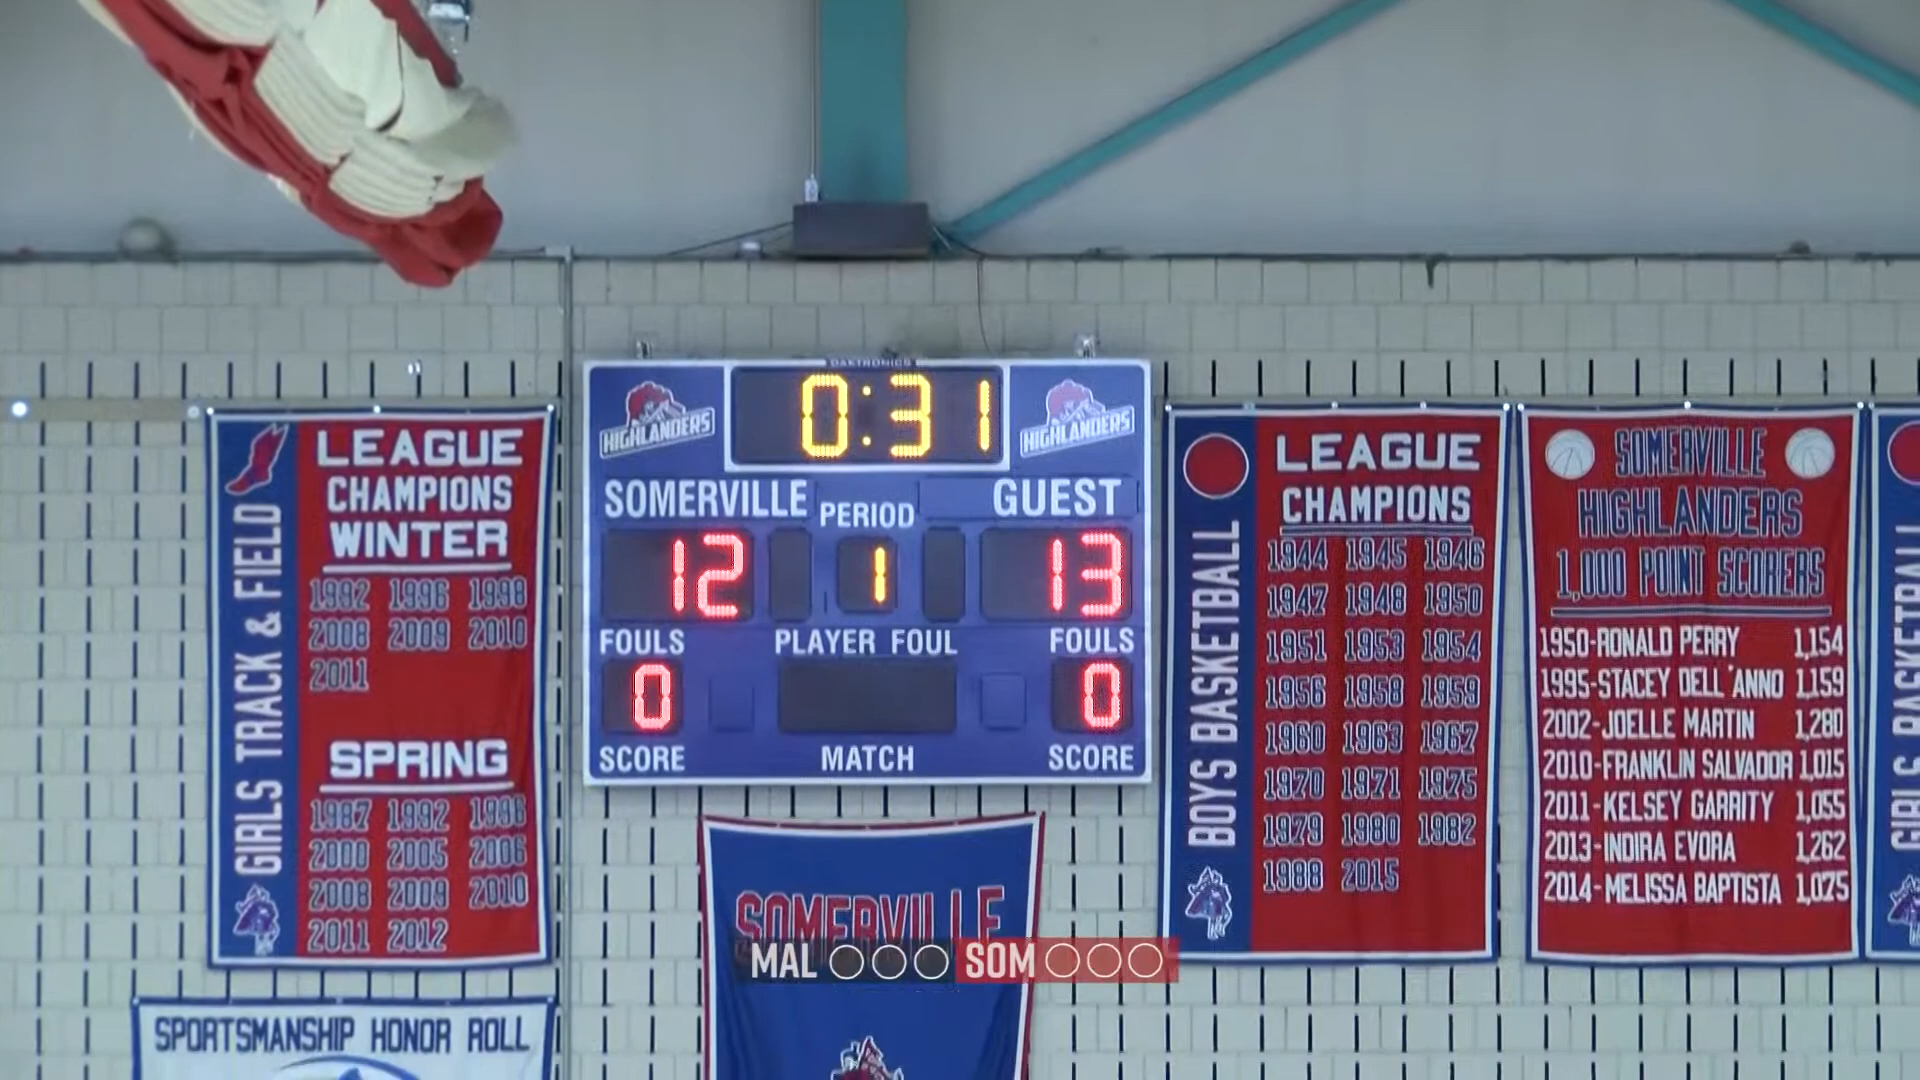 DAKTRONICS
HIGHLANDERS
0:31
HIGHLANDERS
SOMERVILLE
PERIOD
GUEST
12
1
13
FOULS
PLAYER FOUL
FOULS
0
0
SCORE
MATCH
SCORE
GIRLS TRACK & FIELD
LEAGUE
CHAMPIONS
WINTER
1992 1996 1998
2008 2009 2010
2011
SPRING
1987 1992 1996
2000 2005 2006
2008 2009 2010
2011 2012
BOYS BASKETBALL
LEAGUE
CHAMPIONS
1944 1945 1946
1947 1948 1950
1951 1953 1954
1956 1958 1959
1960 1963 1967
1970 1971 1975
1979 1980 1982
1988 2015
SOMERVILLE
HIGHLANDERS
1,000 POINT SCORERS
1950-RONALD PERRY 1,154
1995-STACEY DELL'ANNO 1,159
2002-JOELLE MARTIN 1,280
2010-FRANKLIN SALVADOR 1,015
2011-KELSEY GARRITY 1,055
2013-INDIRA EVORA 1,262
2014-MELISSA BAPTISTA 1,075
GIRLS BASKETBALL
SOMERVILLE
MAL SOM
SPORTSMANSHIP HONOR ROLL